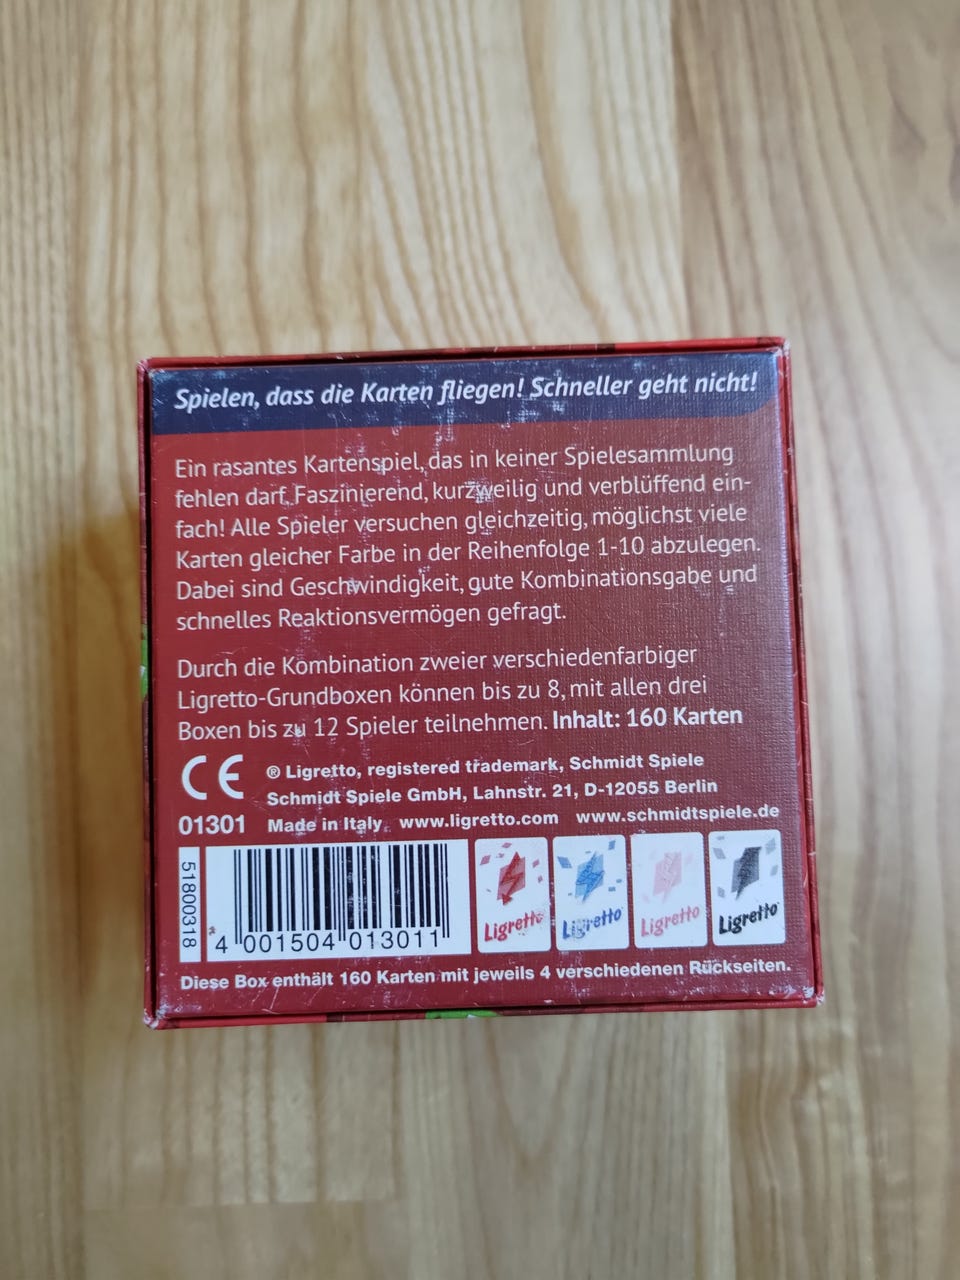 Spielen, dass die Karten fliegen! Schneller geht nicht!
Ein rasantes Kartenspiel, das in keiner Spielesammlung
fehlen darf. Faszinierend, kurzweilig und verblüffend ein-
fach! Alle Spieler versuchen gleichzeitig, möglichst viele
Karten gleicher Farbe in der Reihenfolge 1-10 abzulegen.
Dabei sind Geschwindigkeit, gute Kombinationsgabe und
schnelles Reaktionsvermögen gefragt.
Durch die Kombination zweier verschiedenfarbiger
Ligretto-Grundboxen können bis zu 8, mit allen drei
Boxen bis zu 12 Spieler teilnehmen. Inhalt: 160 Karten
CE ® Ligretto, registered trademark, Schmidt Spiele
Schmidt Spiele GmbH, Lahnstr. 21, D-12055 Berlin
01301 Made in Italy www.ligretto.com www.schmidtspiele.de
51800318
4 001504 013011
Ligretto Ligretto Ligretto Ligretto
Diese Box enthält 160 Karten mit jeweils 4 verschiedenen Rückseiten.